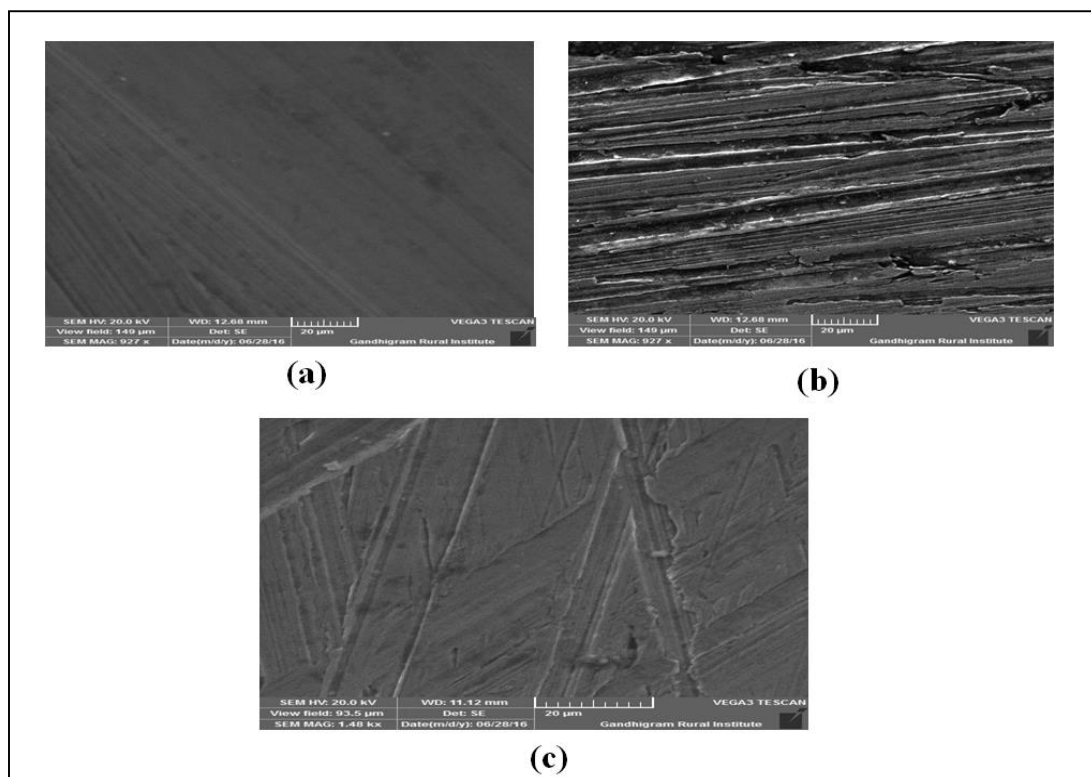 SEM HV: 20.0 kV WD: 12.68 mm VEGA3 TESCAN
View field: 149 µm Det: SE 20 µm
SEM MAG: 927 x Date(m/d/y): 06/28/16 Gandhigram Rural Institute
(a)
SEM HV: 20.0 kV WD: 12.68 mm VEGA3 TESCAN
View field: 149 µm Det: SE 20 µm
SEM MAG: 927 x Date(m/d/y): 06/28/16 Gandhigram Rural Institute
(b)
SEM HV: 20.0 kV WD: 11.12 mm VEGA3 TESCAN
View field: 93.5 µm Det: SE 20 µm
SEM MAG: 1.48 kx Date(m/d/y): 06/28/16 Gandhigram Rural Institute
(c)